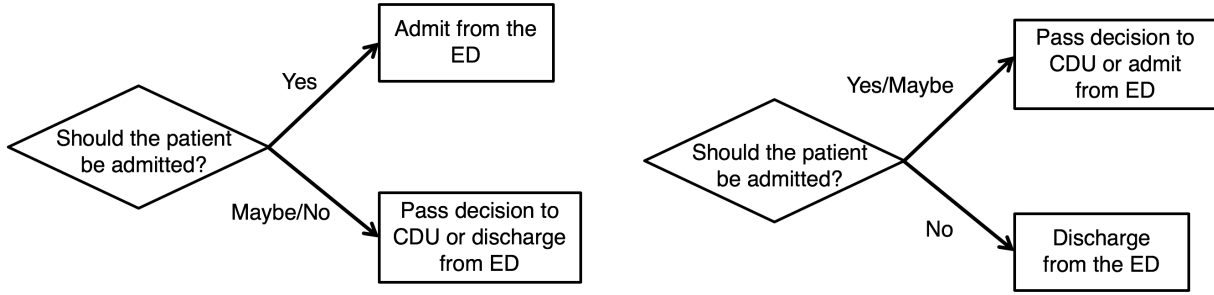 Should the patient
be admitted?
Yes
Admit from the
ED
Maybe/No
Pass decision to
CDU or discharge
from ED
Should the patient
be admitted?
Yes/Maybe
Pass decision to
CDU or admit
from ED
No
Discharge
from the ED